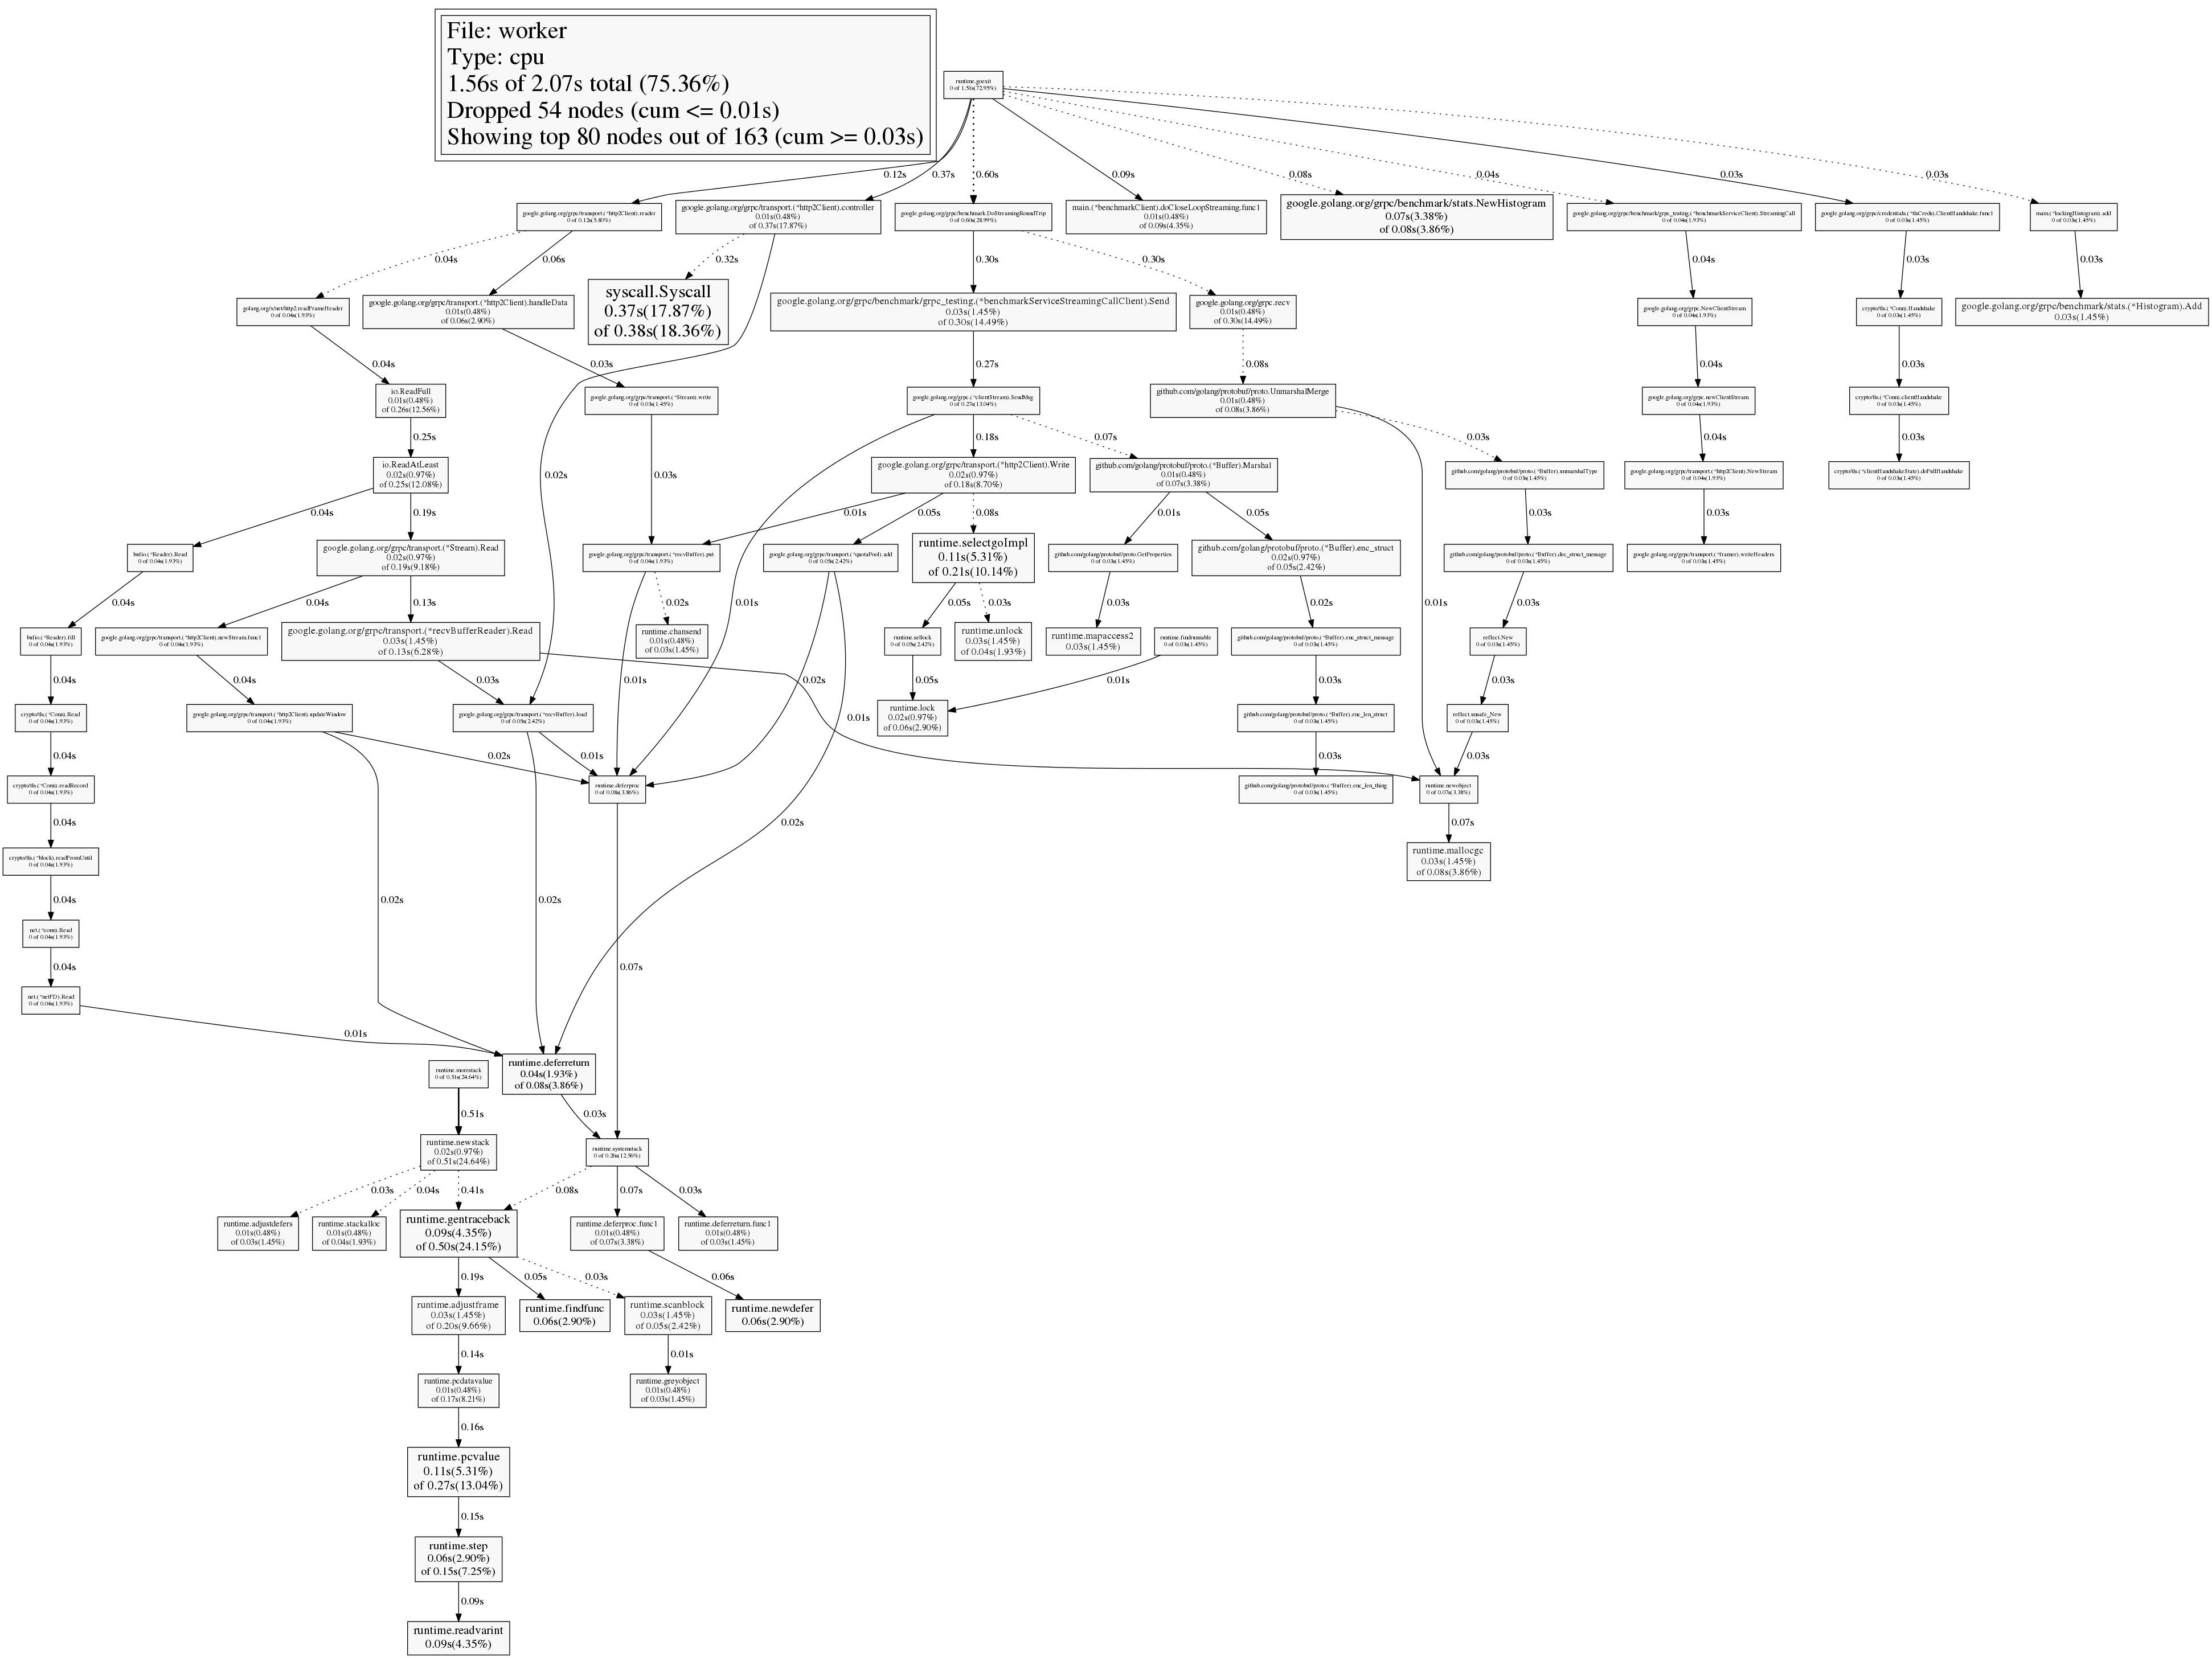 File: worker
Type: cpu
1.56s of 2.07s total (75.36%)
Dropped 54 nodes (cum <= 0.01s)
Showing top 80 nodes out of 163 (cum >= 0.03s)
runtime.goexit
0 of 1.51s(72.95%)
0.12s
0.37s
0.60s
0.09s
0.08s
0.04s
0.03s
0.03s
google.golang.org/grpc/transport.(*http2Client).reader
0 of 0.12s(5.80%)
google.golang.org/grpc/transport.(*http2Client).controller
0.01s(0.48%)
of 0.37s(17.87%)
google.golang.org/grpc/benchmark.DoStreamingRoundTrip
0 of 0.60s(28.99%)
main.(*benchmarkClient).doCloseLoopStreaming.func1
0.01s(0.48%)
of 0.09s(4.35%)
google.golang.org/grpc/benchmark/stats.NewHistogram
0.07s(3.38%)
of 0.08s(3.86%)
google.golang.org/grpc/benchmark/grpc_testing.(*benchmarkServiceClient).StreamingCall
0 of 0.04s(1.93%)
google.golang.org/grpc/credentials.(*tlsCreds).ClientHandshake.func1
0 of 0.03s(1.45%)
main.(*lockingHistogram).add
0 of 0.03s(1.45%)
0.04s
0.06s
0.32s
0.30s
0.30s
0.04s
0.03s
0.03s
golang.org/x/net/http2.readFrameHeader
0 of 0.04s(1.93%)
google.golang.org/grpc/transport.(*http2Client).handleData
0.01s(0.48%)
of 0.06s(2.90%)
syscall.Syscall
0.37s(17.87%)
of 0.38s(18.36%)
google.golang.org/grpc/benchmark/grpc_testing.(*benchmarkServiceStreamingCallClient).Send
0.03s(1.45%)
of 0.30s(14.49%)
google.golang.org/grpc.recv
0.01s(0.48%)
of 0.30s(14.49%)
google.golang.org/grpc.NewClientStream
0 of 0.04s(1.93%)
crypto/tls.(*Conn).Handshake
0 of 0.03s(1.45%)
google.golang.org/grpc/benchmark/stats.(*Histogram).Add
0.03s(1.45%)
0.04s
0.03s
0.27s
0.08s
0.04s
0.03s
io.ReadFull
0.01s(0.48%)
of 0.26s(12.56%)
google.golang.org/grpc/transport.(*Stream).write
0 of 0.03s(1.45%)
google.golang.org/grpc.(*clientStream).SendMsg
0 of 0.27s(13.04%)
github.com/golang/protobuf/proto.UnmarshalMerge
0.01s(0.48%)
of 0.08s(3.86%)
google.golang.org/grpc.newClientStream
0 of 0.04s(1.93%)
crypto/tls.(*Conn).clientHandshake
0 of 0.03s(1.45%)
0.25s
0.18s
0.07s
0.03s
0.04s
0.03s
io.ReadAtLeast
0.02s(0.97%)
of 0.25s(12.08%)
0.02s
0.03s
google.golang.org/grpc/transport.(*http2Client).Write
0.02s(0.97%)
of 0.18s(8.70%)
github.com/golang/protobuf/proto.(*Buffer).Marshal
0.01s(0.48%)
of 0.07s(3.38%)
github.com/golang/protobuf/proto.(*Buffer).unmarshalType
0 of 0.03s(1.45%)
google.golang.org/grpc/transport.(*http2Client).NewStream
0 of 0.04s(1.93%)
crypto/tls.(*clientHandshakeState).doFullHandshake
0 of 0.03s(1.45%)
0.04s
0.19s
0.01s
0.05s
0.08s
0.01s
0.05s
0.03s
0.03s
bufio.(*Reader).Read
0 of 0.04s(1.93%)
google.golang.org/grpc/transport.(*Stream).Read
0.02s(0.97%)
of 0.19s(9.18%)
google.golang.org/grpc/transport.(*recvBuffer).put
0 of 0.04s(1.93%)
google.golang.org/grpc/transport.(*quotaPool).add
0 of 0.05s(2.42%)
runtime.selectgoImpl
0.11s(5.31%)
of 0.21s(10.14%)
github.com/golang/protobuf/proto.GetProperties
0 of 0.03s(1.45%)
github.com/golang/protobuf/proto.(*Buffer).enc_struct
0.02s(0.97%)
of 0.05s(2.42%)
github.com/golang/protobuf/proto.(*Buffer).dec_struct_message
0 of 0.03s(1.45%)
google.golang.org/grpc/transport.(*framer).writeHeaders
0 of 0.03s(1.45%)
0.04s
0.04s
0.13s
0.02s
0.01s
0.05s
0.03s
0.03s
0.02s
0.01s
0.03s
bufio.(*Reader).fill
0 of 0.04s(1.93%)
google.golang.org/grpc/transport.(*http2Client).newStream.func1
0 of 0.04s(1.93%)
google.golang.org/grpc/transport.(*recvBufferReader).Read
0.03s(1.45%)
of 0.13s(6.28%)
runtime.chansend
0.01s(0.48%)
of 0.03s(1.45%)
runtime.sellock
0 of 0.05s(2.42%)
runtime.unlock
0.03s(1.45%)
of 0.04s(1.93%)
runtime.mapaccess2
0.03s(1.45%)
runtime.findrunnable
0 of 0.03s(1.45%)
github.com/golang/protobuf/proto.(*Buffer).enc_struct_message
0 of 0.03s(1.45%)
reflect.New
0 of 0.03s(1.45%)
0.04s
0.04s
0.03s
0.01s
0.02s
0.05s
0.01s
0.03s
0.03s
crypto/tls.(*Conn).Read
0 of 0.04s(1.93%)
google.golang.org/grpc/transport.(*http2Client).updateWindow
0 of 0.04s(1.93%)
google.golang.org/grpc/transport.(*recvBuffer).load
0 of 0.05s(2.42%)
0.01s
runtime.lock
0.02s(0.97%)
of 0.06s(2.90%)
github.com/golang/protobuf/proto.(*Buffer).enc_len_struct
0 of 0.03s(1.45%)
reflect.unsafe_New
0 of 0.03s(1.45%)
0.04s
0.02s
0.01s
0.03s
0.03s
crypto/tls.(*Conn).readRecord
0 of 0.04s(1.93%)
runtime.deferproc
0 of 0.08s(3.86%)
github.com/golang/protobuf/proto.(*Buffer).enc_len_thing
0 of 0.03s(1.45%)
runtime.newobject
0 of 0.07s(3.38%)
0.04s
0.02s
0.07s
crypto/tls.(*block).readFromUntil
0 of 0.04s(1.93%)
runtime.mallocgc
0.03s(1.45%)
of 0.08s(3.86%)
0.04s
0.02s
0.02s
net.(*conn).Read
0 of 0.04s(1.93%)
0.04s
0.07s
net.(*netFD).Read
0 of 0.04s(1.93%)
0.01s
runtime.morestack
0 of 0.51s(24.64%)
runtime.deferreturn
0.04s(1.93%)
of 0.08s(3.86%)
0.51s
0.03s
runtime.newstack
0.02s(0.97%)
of 0.51s(24.64%)
runtime.systemstack
0 of 0.26s(12.56%)
0.03s
0.04s
0.41s
0.08s
0.07s
0.03s
runtime.adjustdefers
0.01s(0.48%)
of 0.03s(1.45%)
runtime.stackalloc
0.01s(0.48%)
of 0.04s(1.93%)
runtime.gentraceback
0.09s(4.35%)
of 0.50s(24.15%)
runtime.deferproc.func1
0.01s(0.48%)
of 0.07s(3.38%)
runtime.deferreturn.func1
0.01s(0.48%)
of 0.03s(1.45%)
0.19s
0.05s
0.03s
0.06s
runtime.adjustframe
0.03s(1.45%)
of 0.20s(9.66%)
runtime.findfunc
0.06s(2.90%)
runtime.scanblock
0.03s(1.45%)
of 0.05s(2.42%)
runtime.newdefer
0.06s(2.90%)
0.14s
0.01s
runtime.pcdatavalue
0.01s(0.48%)
of 0.17s(8.21%)
runtime.greyobject
0.01s(0.48%)
of 0.03s(1.45%)
0.16s
runtime.pcvalue
0.11s(5.31%)
of 0.27s(13.04%)
0.15s
runtime.step
0.06s(2.90%)
of 0.15s(7.25%)
0.09s
runtime.readvarint
0.09s(4.35%)